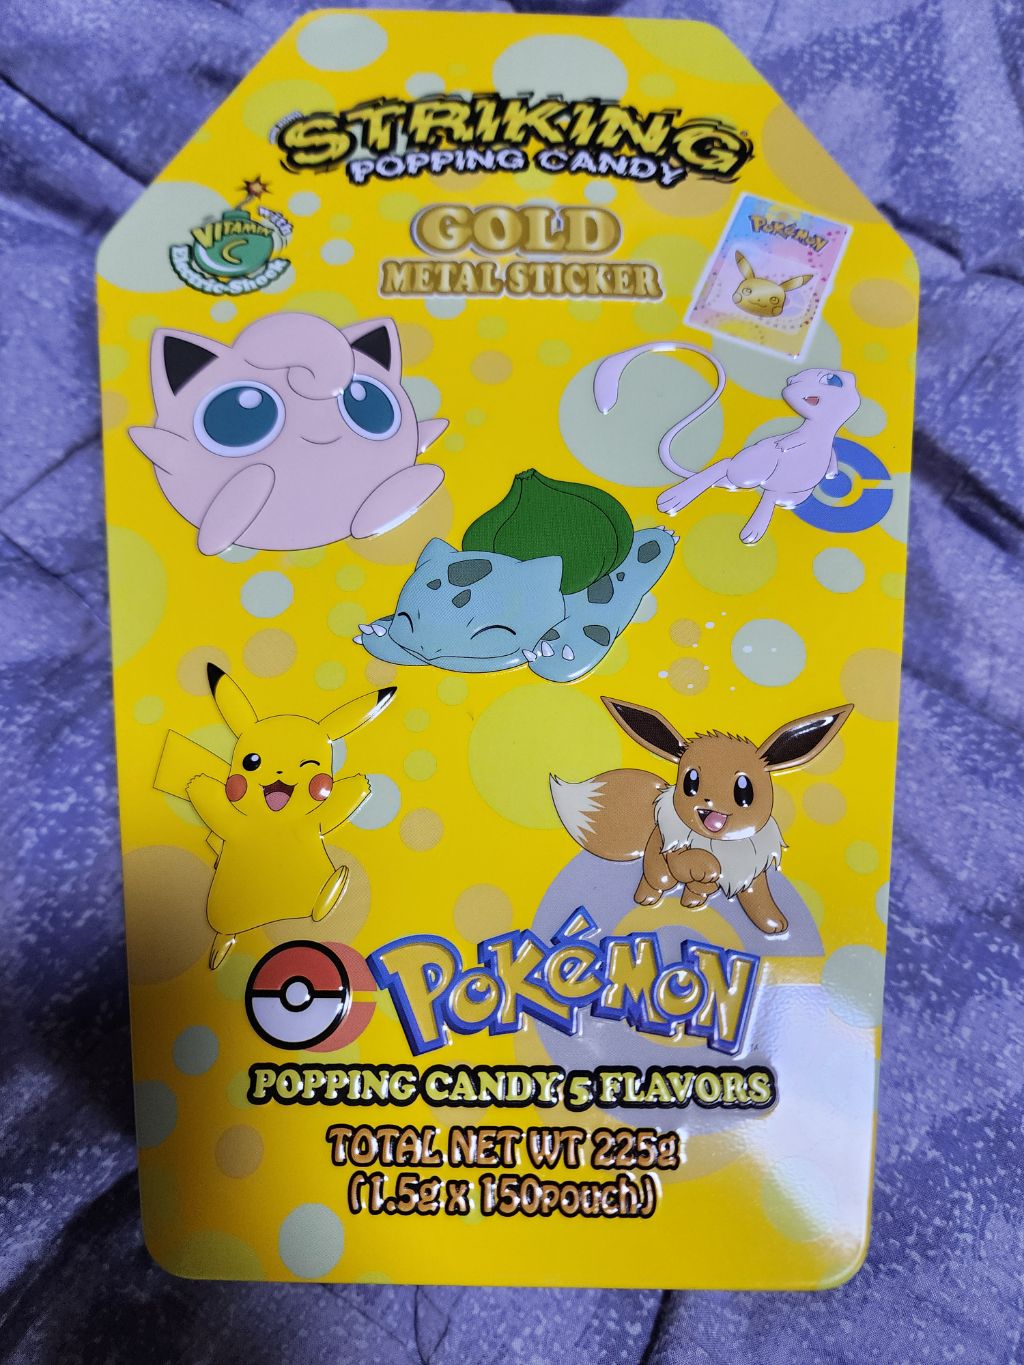 STRIKING
POPPING CANDY
VITAMIN
C
with
Electric-Shock
GOLD
METAL STICKER
POKéMON
POKéMON
POPPING CANDY 5 FLAVORS
TOTAL NET WT 225g
(1.5g x 150pouch)